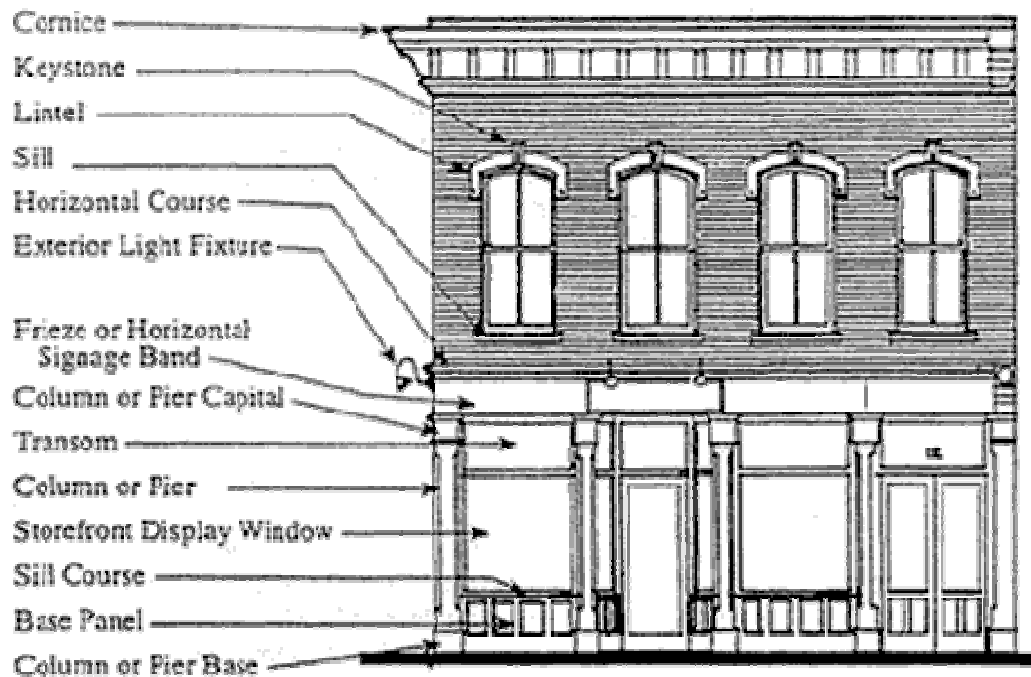 Cornice
Keystone
Lintel
Sill
Horizontal Course
Exterior Light Fixture
Frieze or Horizontal
Signage Band
Column or Pier Capital
Transom
Column or Pier
Storefront Display Window
Sill Course
Base Panel
Column or Pier Base